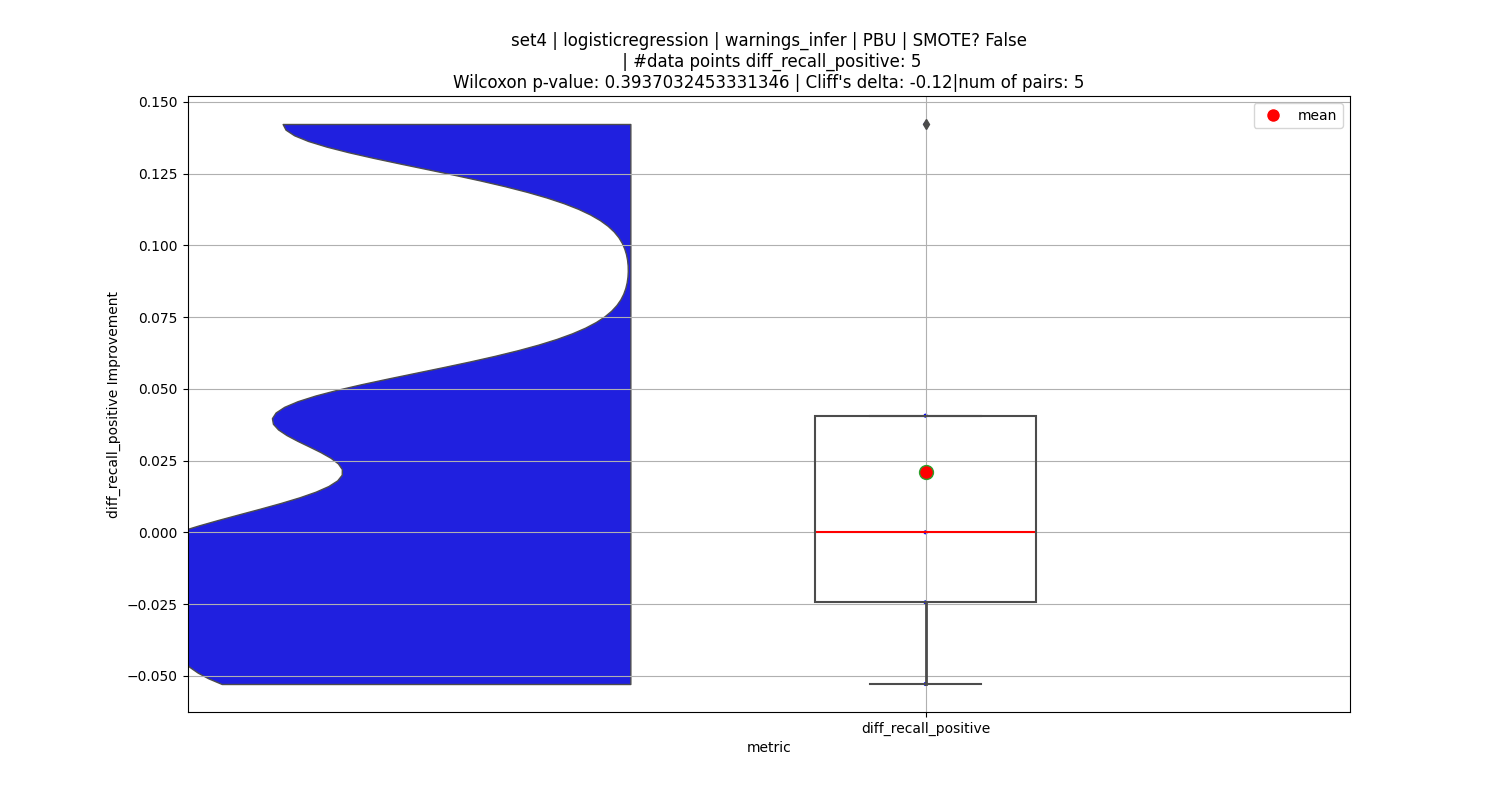 set4 | logisticregression | warnings_infer | PBU | SMOTE? False
| #data points diff_recall_positive: 5
Wilcoxon p-value: 0.3937032453331346 | Cliff's delta: -0.12|num of pairs: 5
mean
0.150
0.125
0.100
0.075
0.050
0.025
0.000
−0.025
−0.050
diff_recall_positive Improvement
diff_recall_positive
metric